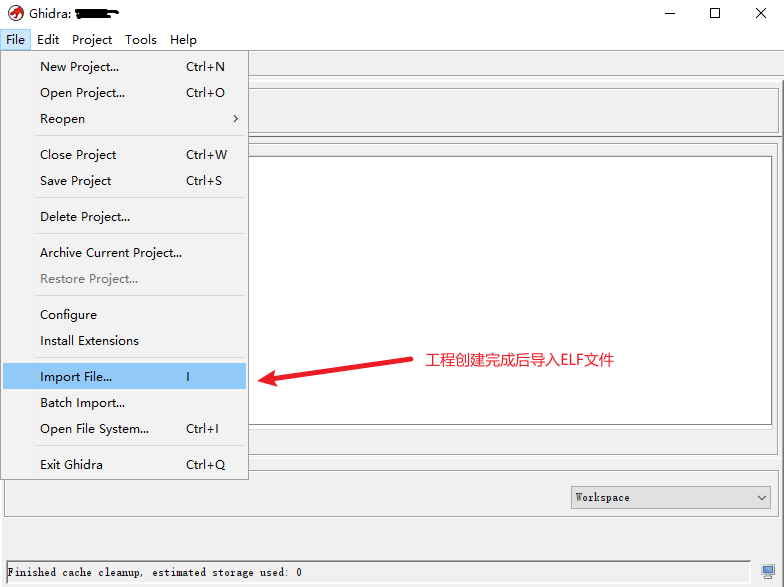 Ghidra:
File Edit Project Tools Help
New Project... Ctrl+N
Open Project... Ctrl+O
Reopen
Close Project Ctrl+W
Save Project Ctrl+S
Delete Project...
Archive Current Project...
Restore Project...
Configure
Install Extensions
Import File... I
工程创建完成后导入ELF文件
Batch Import...
Open File System... Ctrl+I
Exit Ghidra Ctrl+Q
Workspace
Finished cache cleanup, estimated storage used: 0